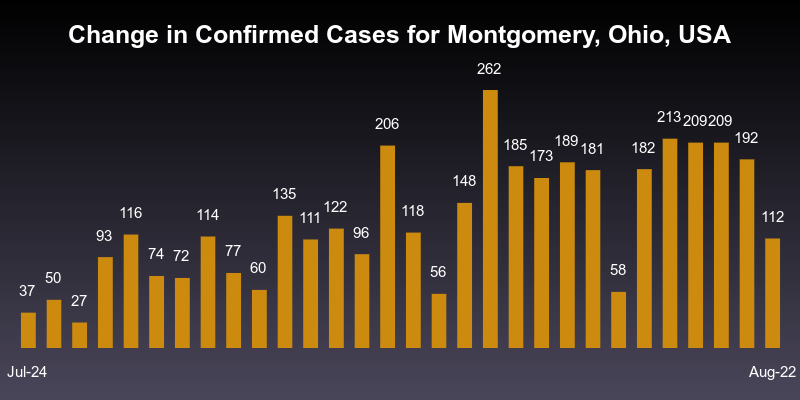 Change in Confirmed Cases for Montgomery, Ohio, USA
37 50 27 93 116 74 72 114 77 60 135 111 122 96 206 118 56 148 262 185 173 189 181 58 182 213 209 209 192 112
Jul-24 Aug-22